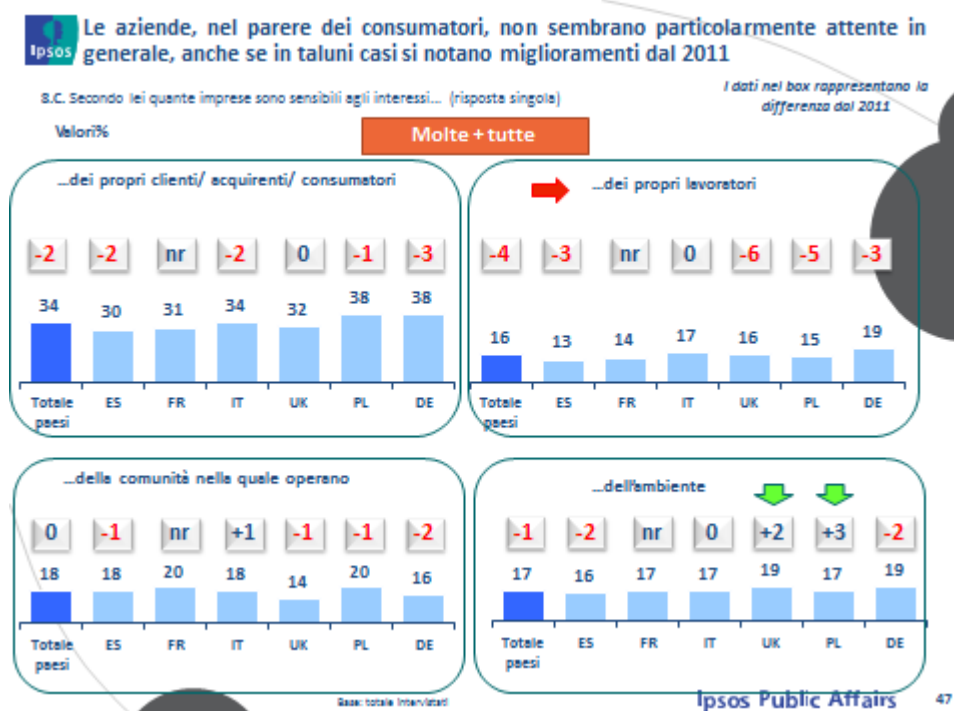 Ipsos
Le aziende, nel parere dei consumatori, non sembrano particolarmente attente in
generale, anche se in taluni casi si notano miglioramenti dal 2011
8.C. Secondo lei quante imprese sono sensibili agli interessi... (risposta singola)
I dati nel box rappresentano la
differenza dal 2011
Valori%
Molte + tutte
...dei propri clienti/ acquirenti/ consumatori
-2 -2 nr -2 0 -1 -3
34 30 31 34 32 38 38
Totale ES FR IT UK PL DE
paesi
...dei propri lavoratori
-4 -3 nr 0 -6 -5 -3
16 13 14 17 16 15 19
Totale ES FR IT UK PL DE
paesi
...della comunità nella quale operano
0 -1 nr +1 -1 -1 -2
18 18 20 18 14 20 16
Totale ES FR IT UK PL DE
paesi
...dell'ambiente
-1 -2 nr 0 +2 +3 -2
17 16 17 17 19 17 19
Totale ES FR IT UK PL DE
paesi
Base: totale intervistati
Ipsos Public Affairs
47